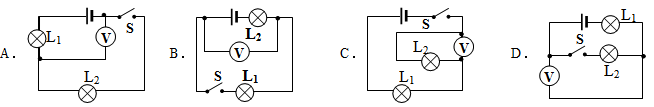 A. L₁ V S L₂
B. L₂ V S L₁
C. S L₂ V L₁
D. L₁ S V L₂